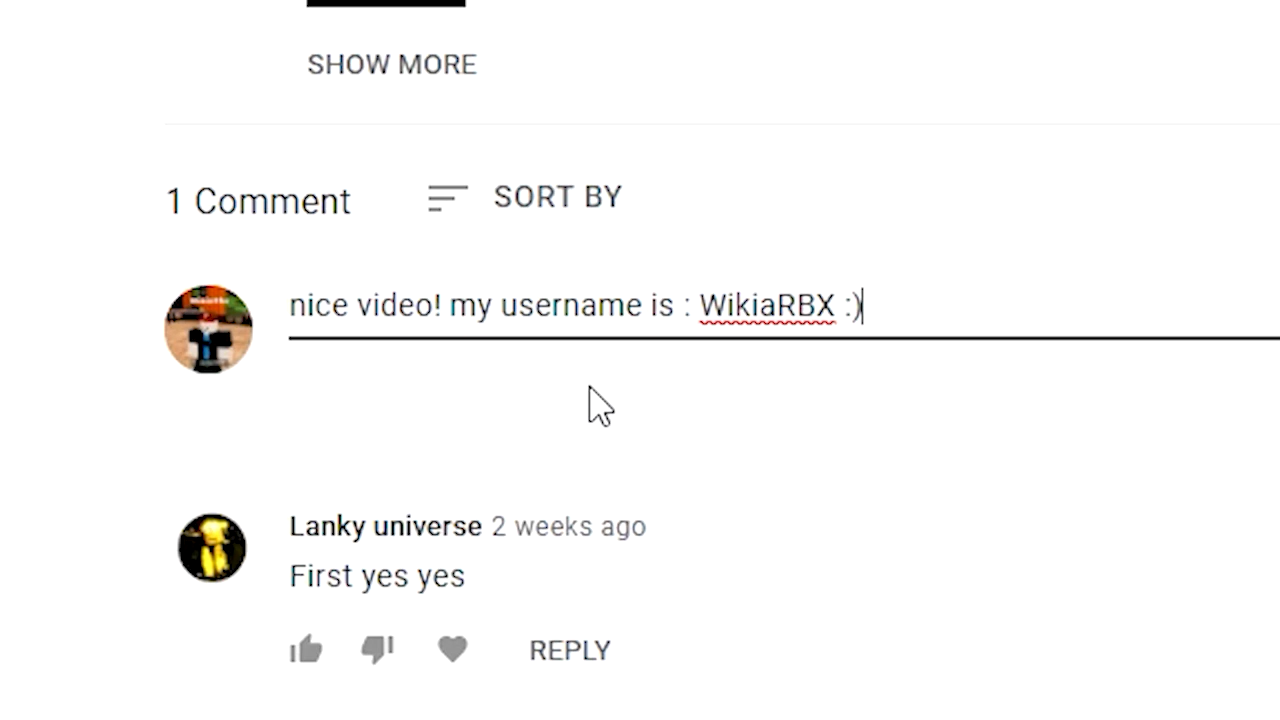 SHOW MORE
1 Comment
SORT BY
nice video! my username is : WikiaRBX :)
Lanky universe 2 weeks ago
First yes yes
REPLY